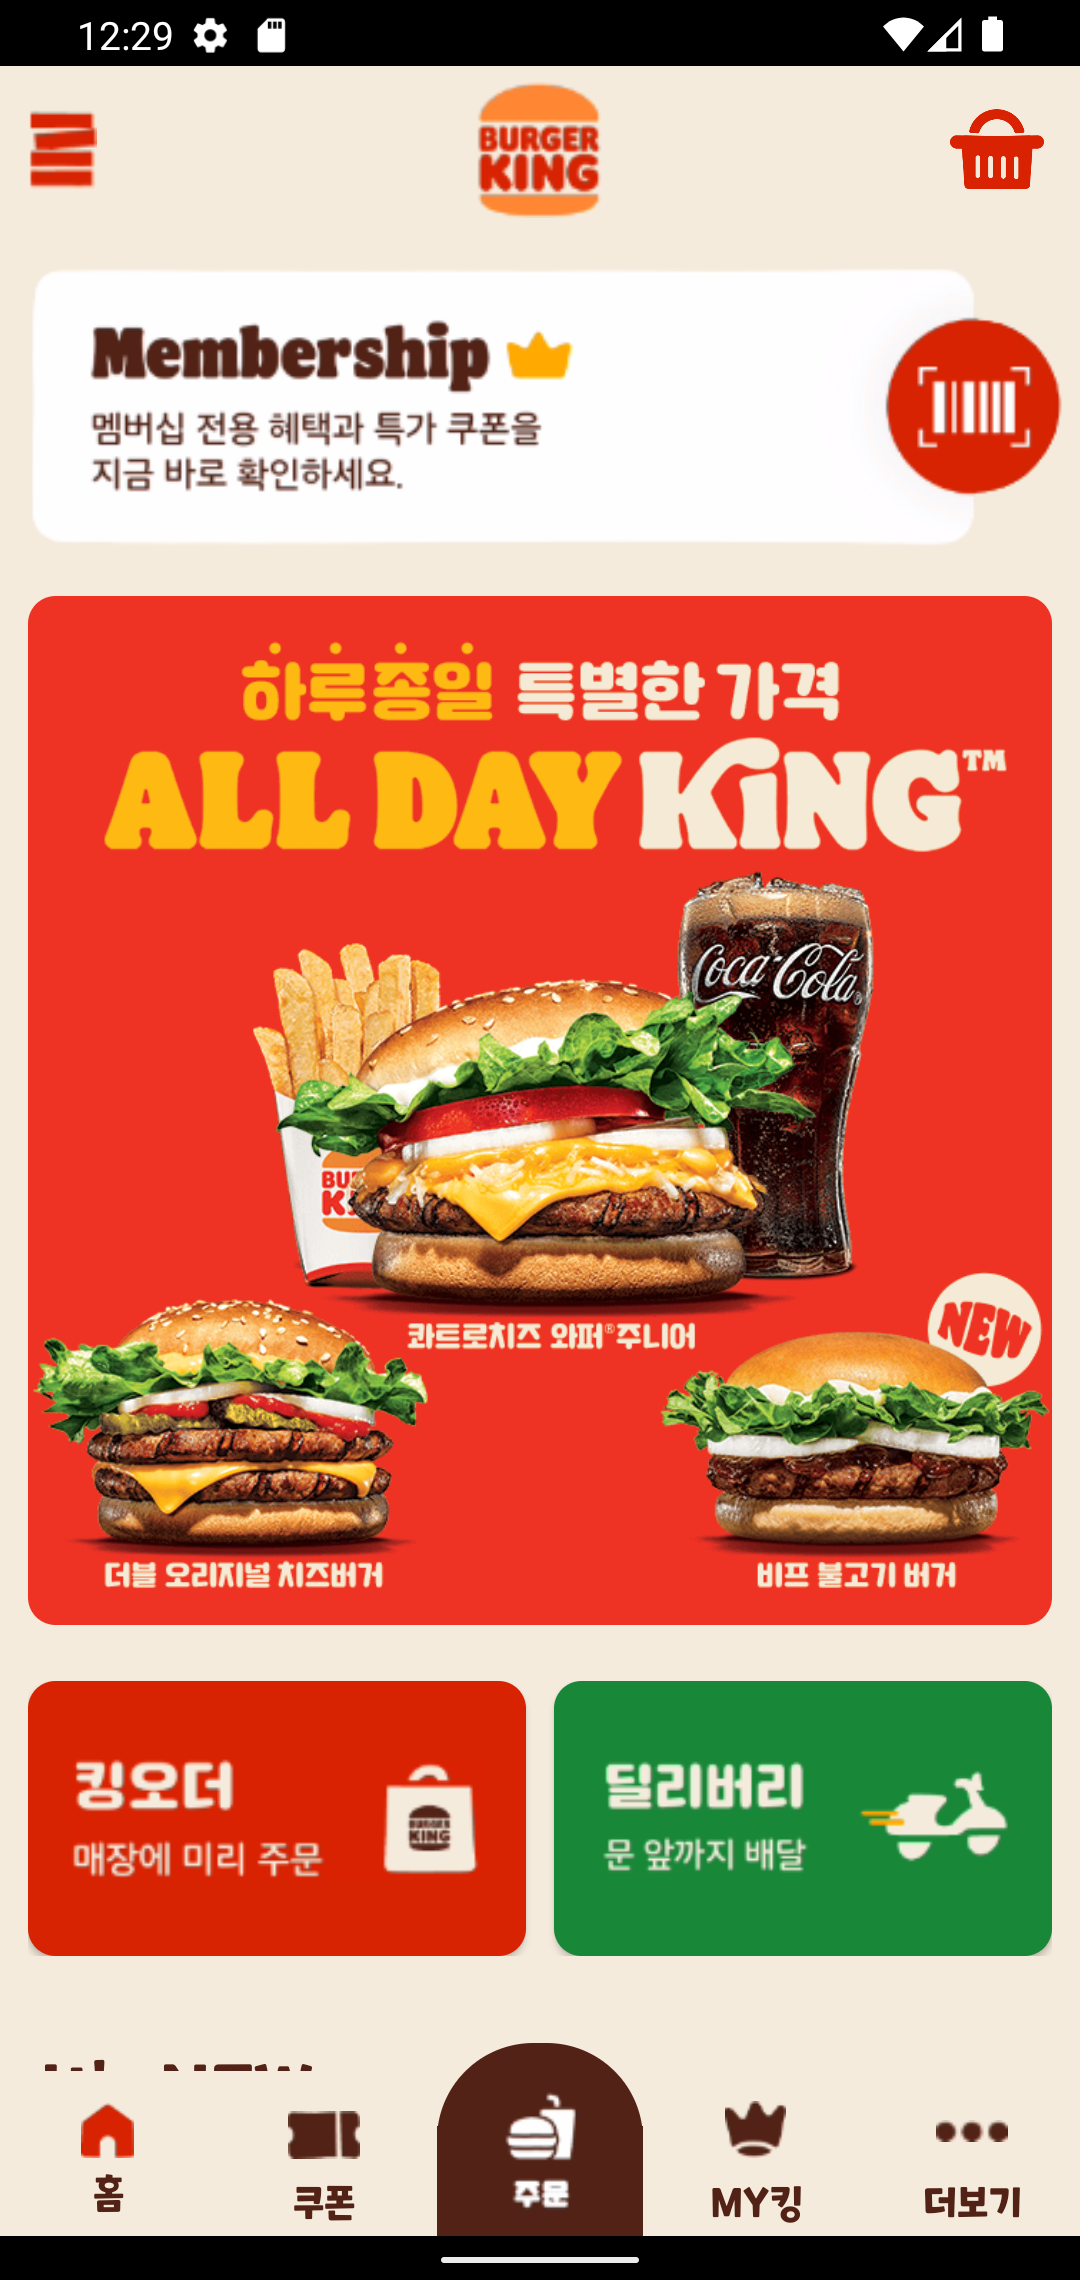 12:29
BURGER
KING
Membership
멤버십 전용 혜택과 특가 쿠폰을
지금 바로 확인하세요.
하루종일 특별한 가격
ALL DAY KING™
Coca-Cola®
콰트로치즈 와퍼®주니어
NEW
더블 오리지널 치즈버거
비프 불고기 버거
킹오더
매장에 미리 주문
BURGER
KING
딜리버리
문 앞까지 배달
홈
쿠폰
주문
MY킹
더보기